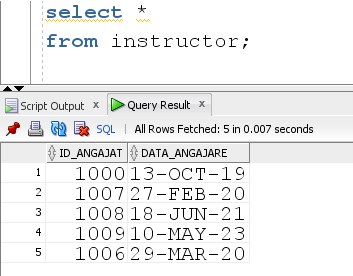 select *
from instructor;
Script Output x Query Result x
SQL | All Rows Fetched: 5 in 0.007 seconds
ID_ANGAJAT DATA_ANGAJARE
1 1000 13-OCT-19
2 1007 27-FEB-20
3 1008 18-JUN-21
4 1009 10-MAY-23
5 1006 29-MAR-20